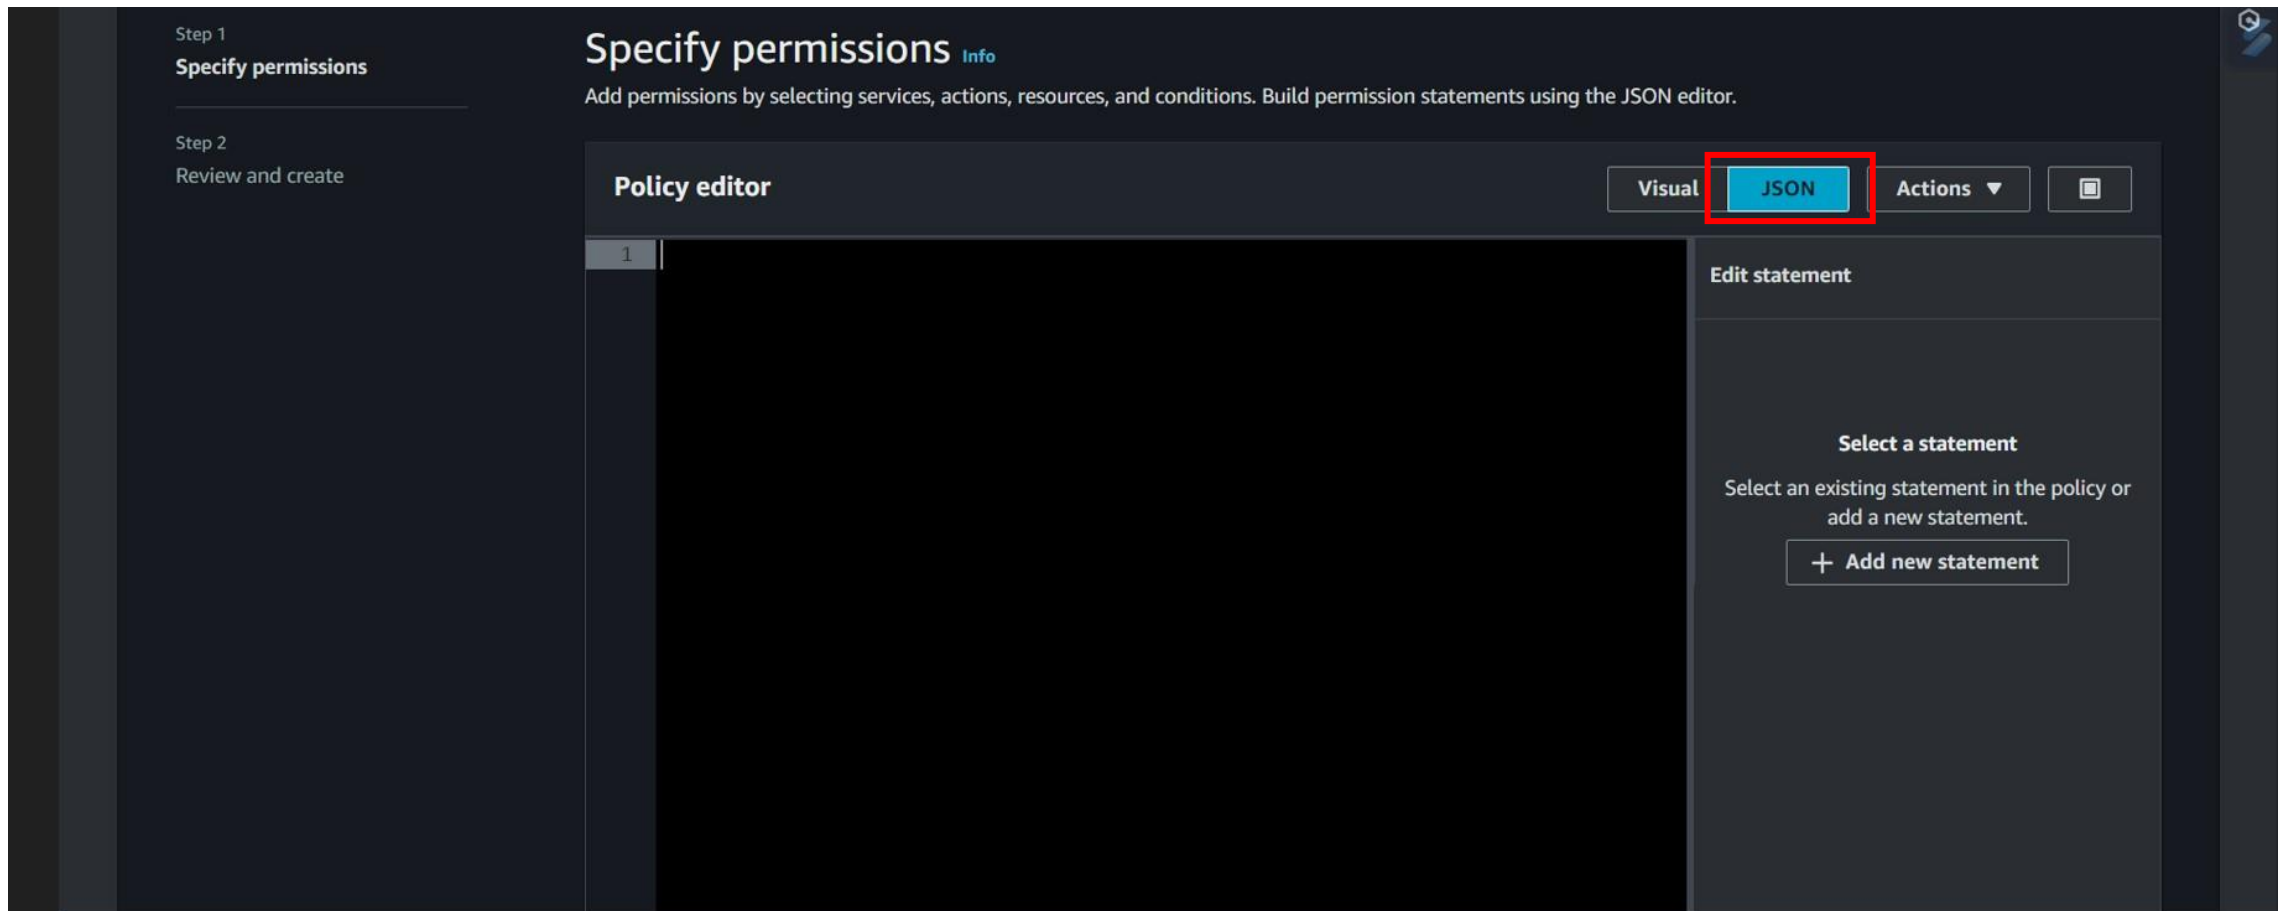 Step 1
Specify permissions
Step 2
Review and create
Specify permissions Info
Add permissions by selecting services, actions, resources, and conditions. Build permission statements using the JSON editor.
Policy editor
Visual JSON Actions
1
Edit statement
Select a statement
Select an existing statement in the policy or
add a new statement.
+ Add new statement